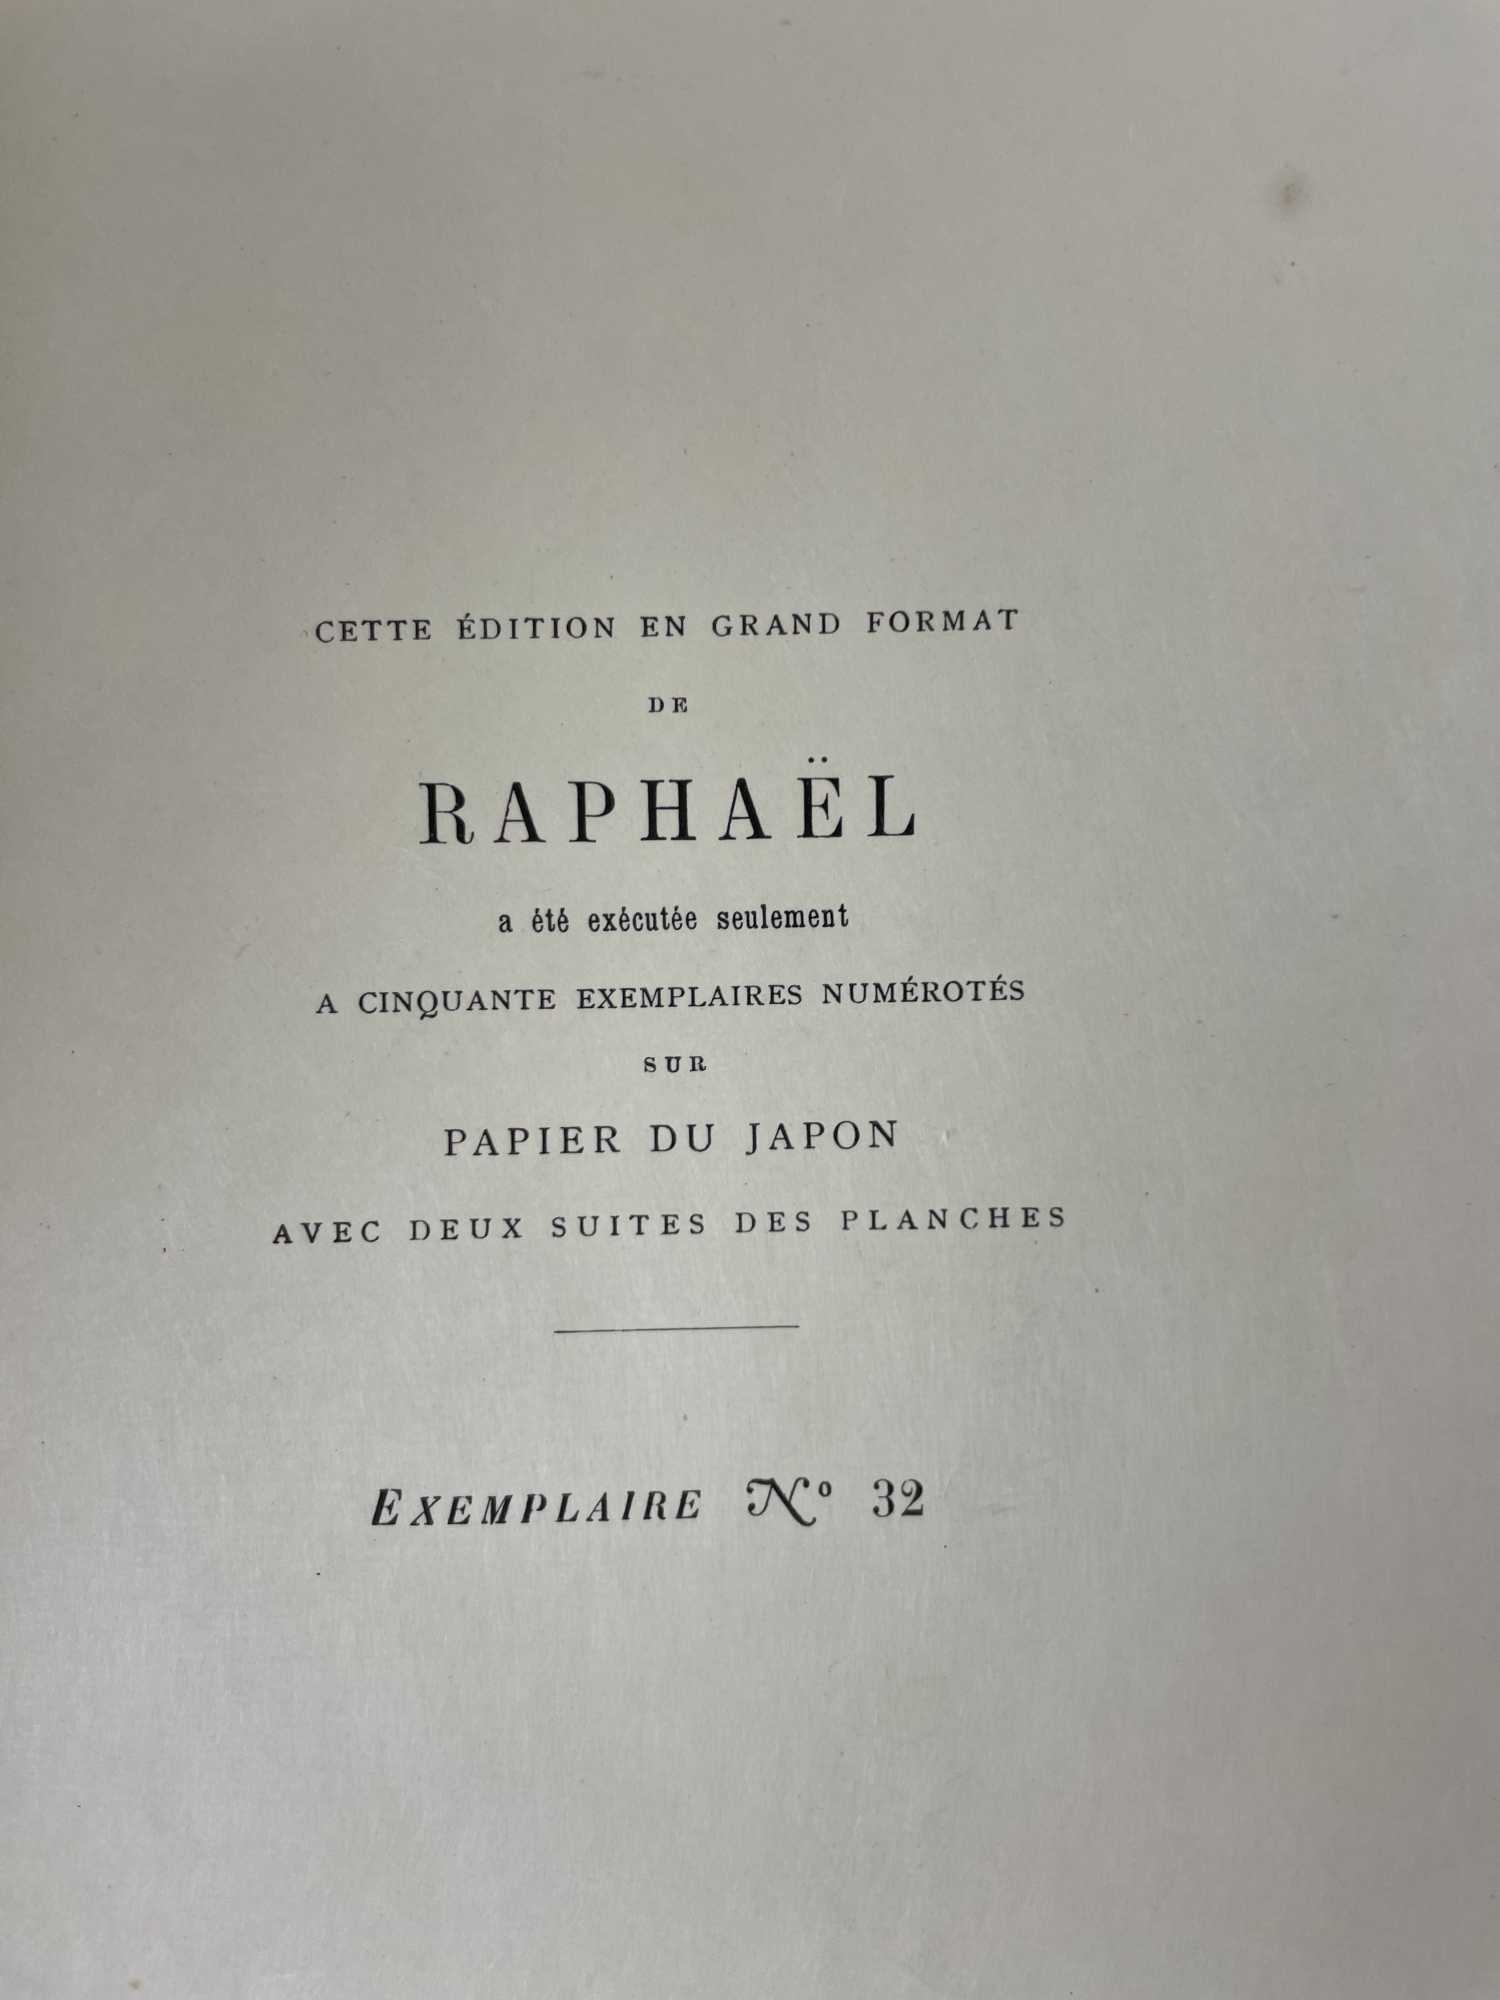 CETTE ÉDITION EN GRAND FORMAT
DE
RAPHAËL
a été exécutée seulement
A CINQUANTE EXEMPLAIRES NUMÉROTÉS
SUR
PAPIER DU JAPON
AVEC DEUX SUITES DES PLANCHES
EXEMPLAIRE Nº 32